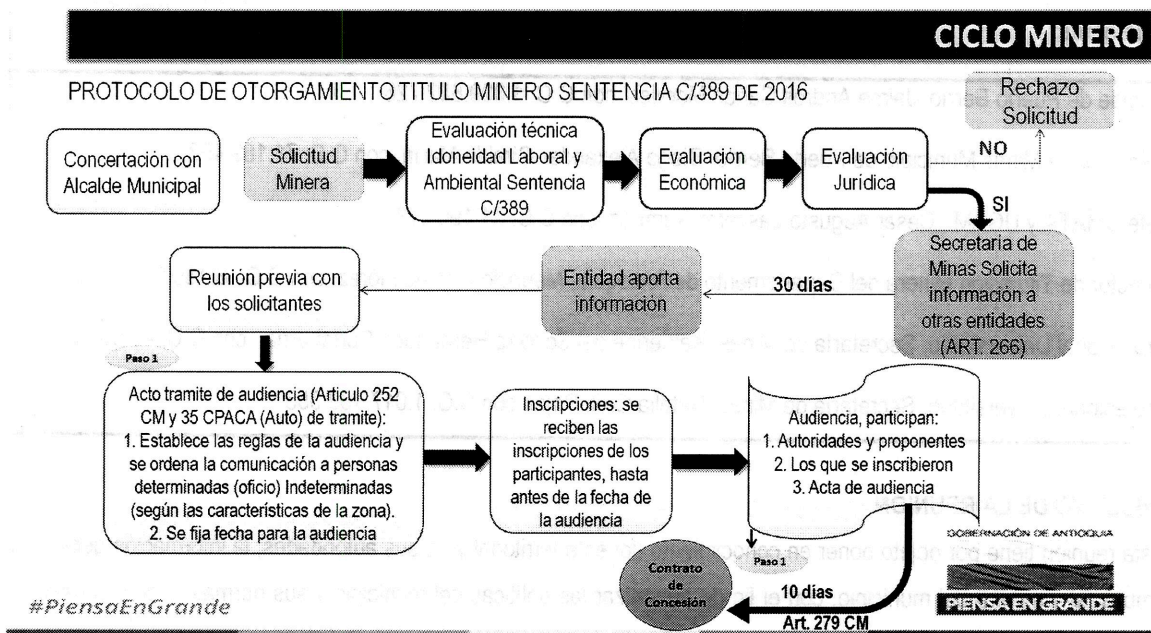 CICLO MINERO
PROTOCOLO DE OTORGAMIENTO TITULO MINERO SENTENCIA C/389 DE 2016
Concertación con
Alcalde Municipal
Solicitud
Minera
Evaluación técnica
Idoneidad Laboral y
Ambiental Sentencia
C/389
Evaluación
Económica
Evaluación
Jurídica
NO
Rechazo
Solicitud
SI
Secretaria de
Minas Solicita
información a
otras entidades
(ART. 266)
30 días
Entidad aporta
información
Reunión previa con
los solicitantes
Paso 1
Acto tramite de audiencia (Articulo 252
CM y 35 CPACA (Auto) de tramite):
1. Establece las reglas de la audiencia y
se ordena la comunicación a personas
determinadas (oficio) Indeterminadas
(según las características de la zona).
2. Se fija fecha para la audiencia
Inscripciones: se
reciben las
inscripciones de los
participantes, hasta
antes de la fecha de
la audiencia
Audiencia, participan:
1. Autoridades y proponentes
2. Los que se inscribieron
3. Acta de audiencia
Paso 1
Contrato
de
Concesión
10 días
Art. 279 CM
GOBERNACIÓN DE ANTIOQUIA
PIENSA EN GRANDE
#PiensaEnGrande